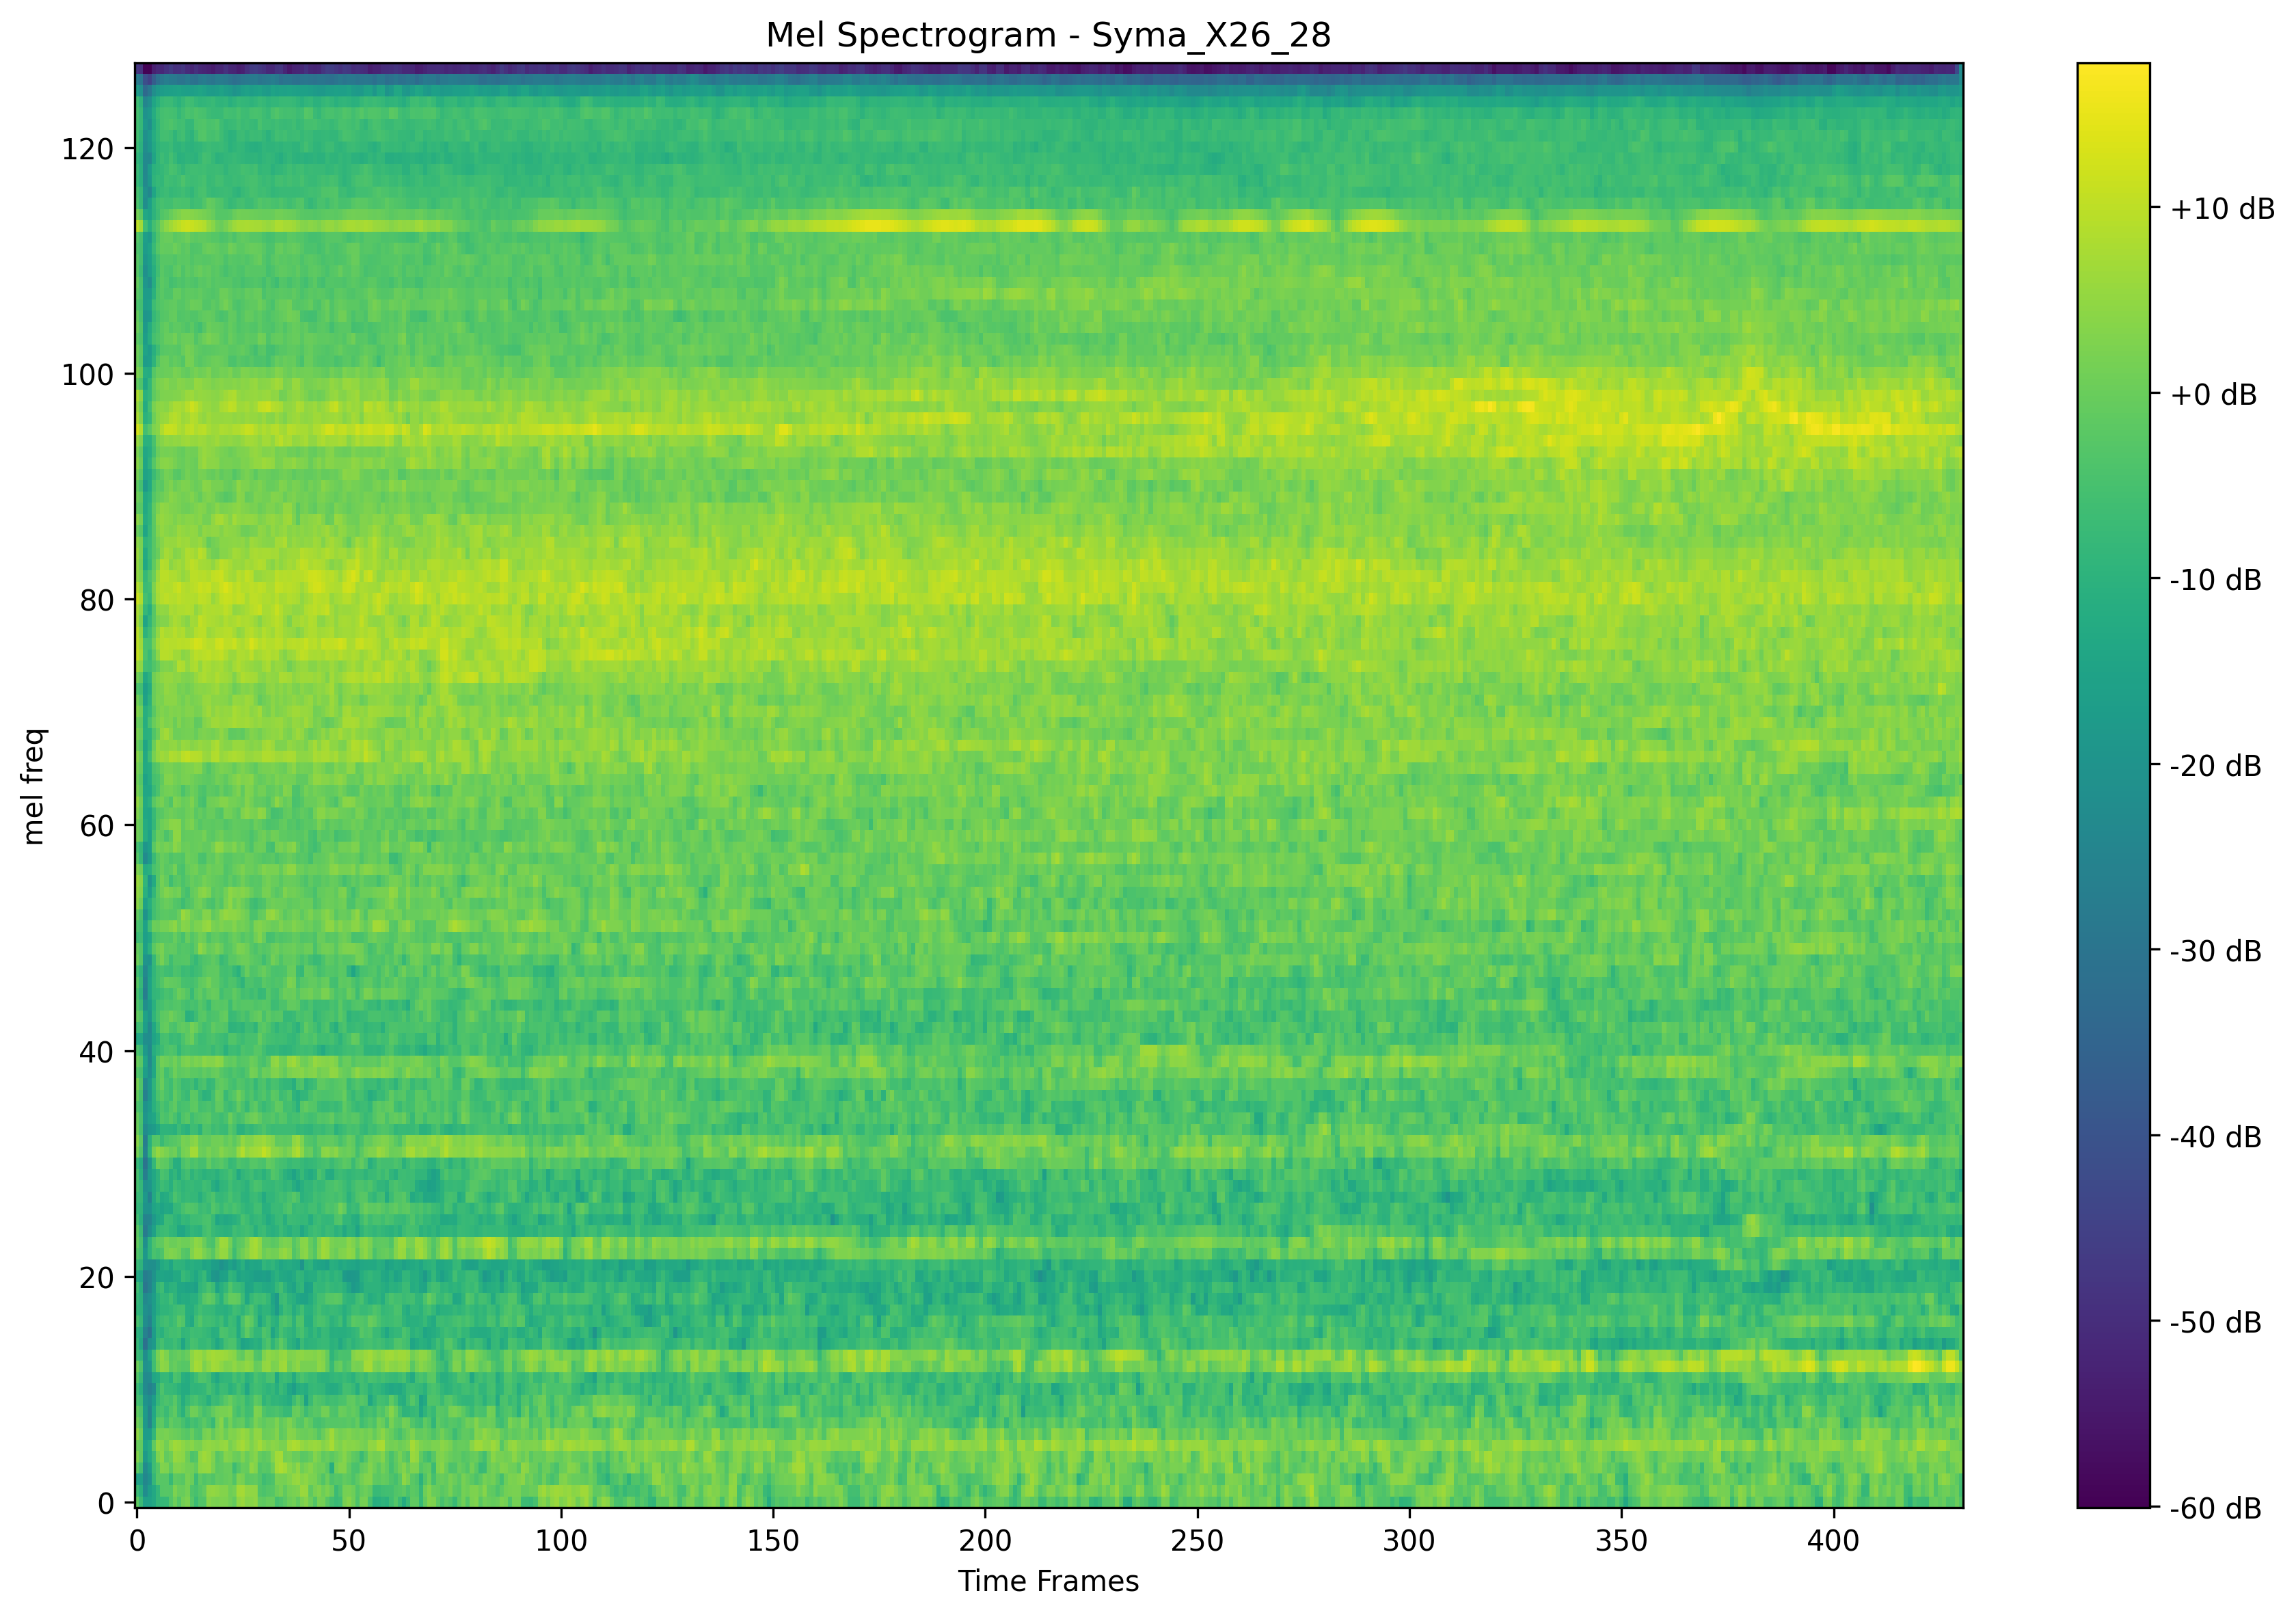 Mel Spectrogram - Syma_X26_28
mel freq
120
100
80
60
40
20
0
0 50 100 150 200 250 300 350 400
Time Frames
+10 dB
+0 dB
-10 dB
-20 dB
-30 dB
-40 dB
-50 dB
-60 dB